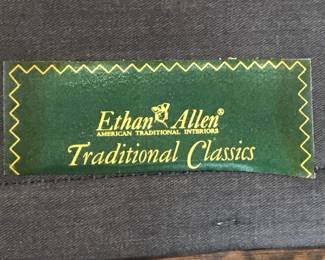 Ethan Allen®
AMERICAN TRADITIONAL INTERIORS
Traditional Classics